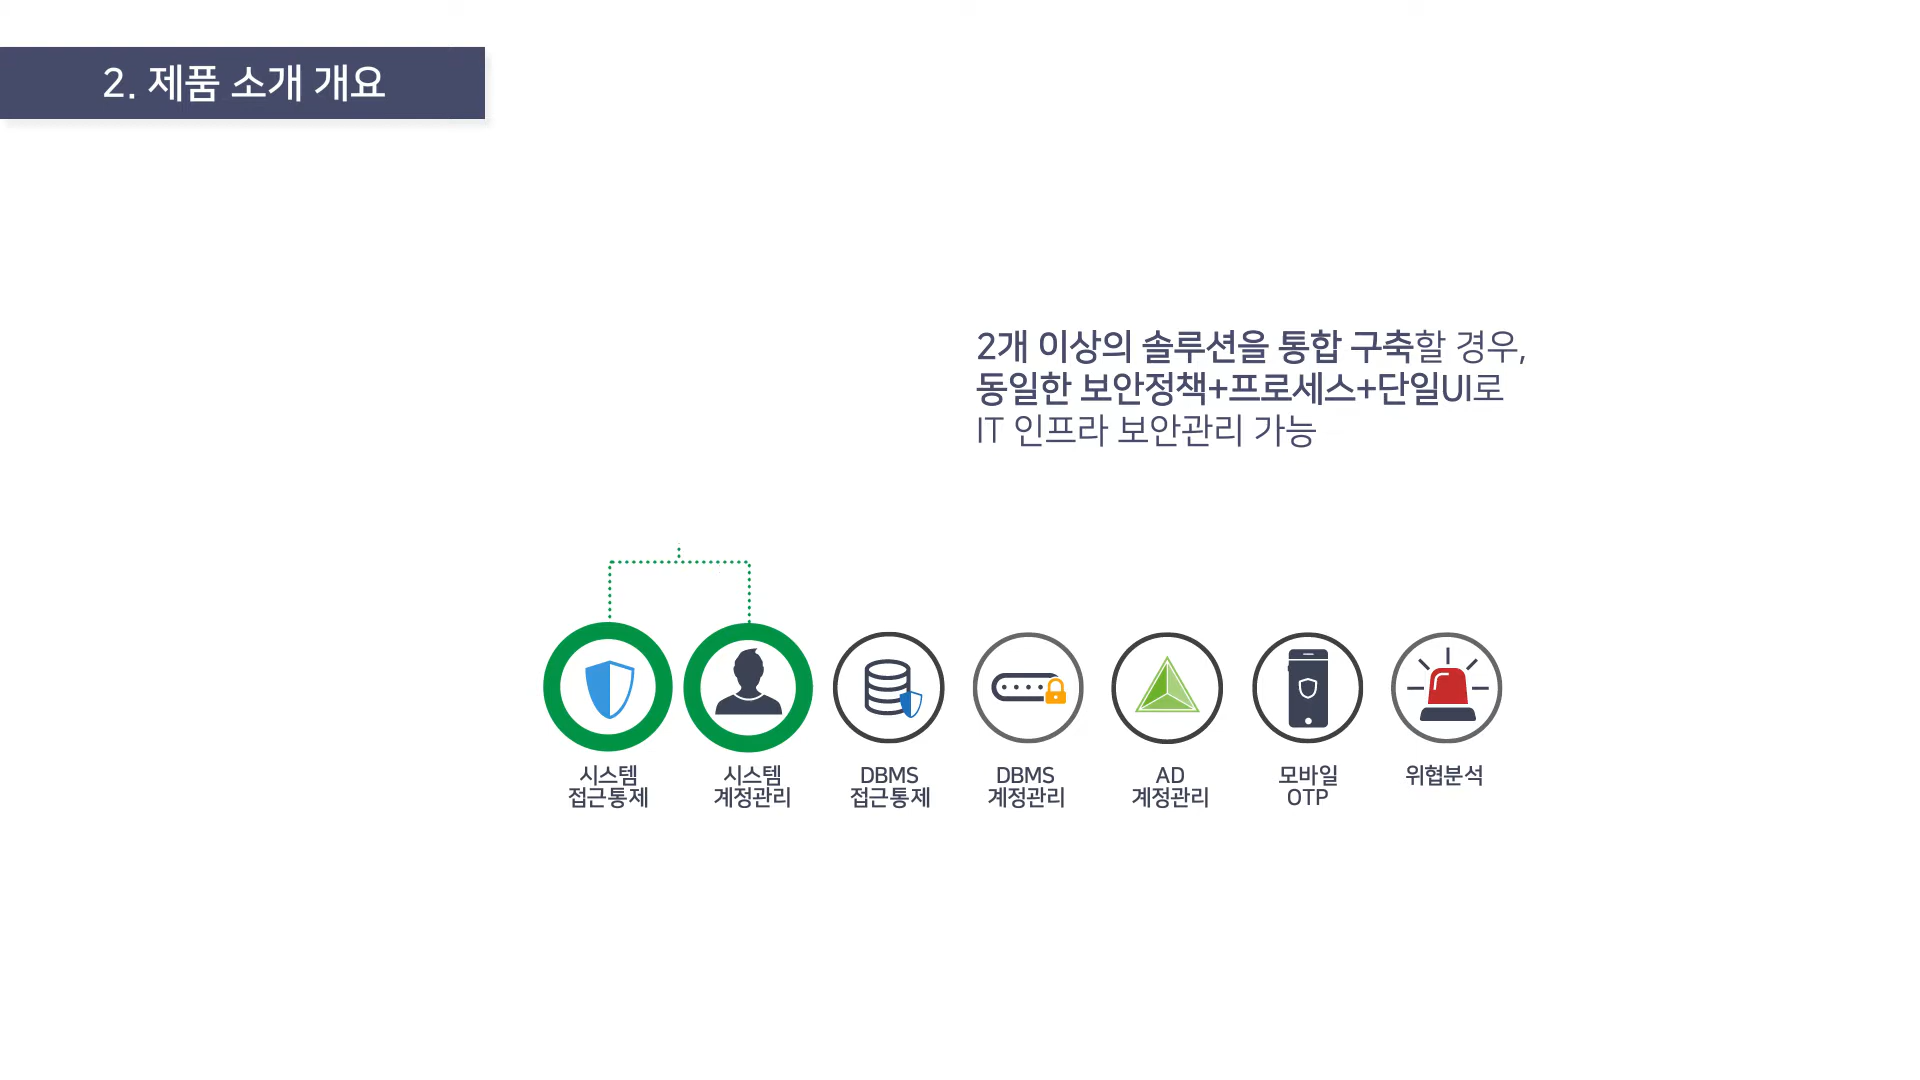 2. 제품 소개 개요
2개 이상의 솔루션을 통합 구축할 경우,
동일한 보안정책+프로세스+단일UI로
IT 인프라 보안관리 가능
시스템
접근통제
시스템
계정관리
DBMS
접근통제
DBMS
계정관리
AD
계정관리
모바일
OTP
위협분석